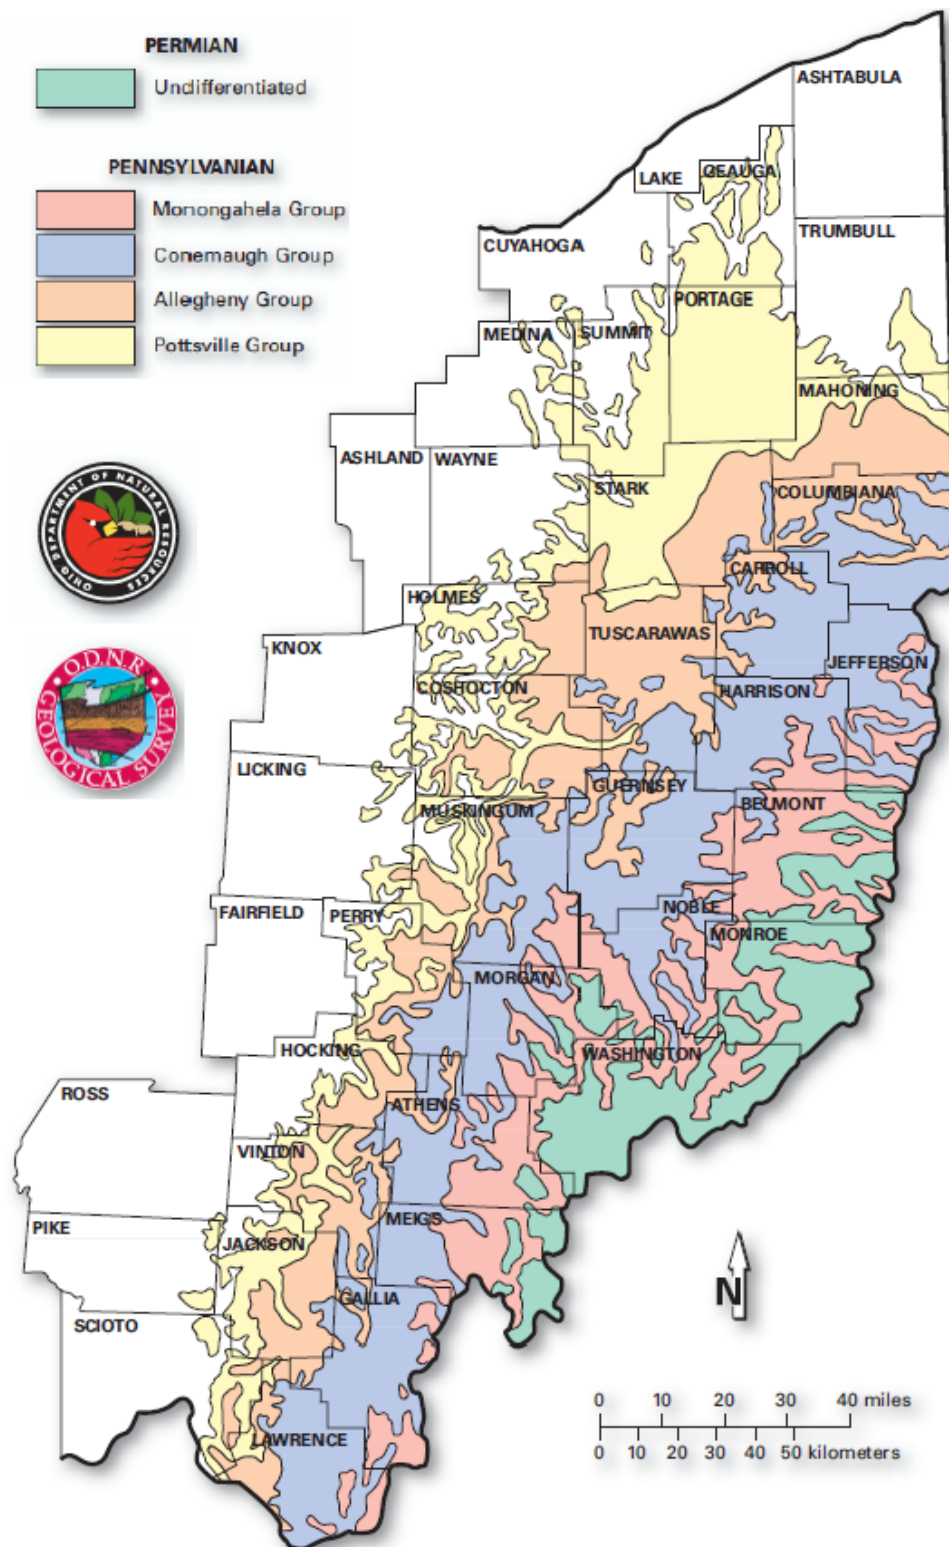 PERMIAN
Undifferentiated
PENNSYLVANIAN
Monongahela Group
Conemaugh Group
Allegheny Group
Pottsville Group
ASHTABULA
LAKE
GEAUGA
CUYAHOGA
TRUMBULL
PORTAGE
MEDINA
SUMMIT
MAHONING
ASHLAND
WAYNE
STARK
COLUMBIANA
OHIO DEPARTMENT OF NATURAL RESOURCES
CARROLL
HOLMES
TUSCARAWAS
KNOX
JEFFERSON
COSHOCTON
HARRISON
O.D.N.R.
GEOLOGICAL SURVEY
LICKING
GUERNSEY
BELMONT
MUSKINGUM
FAIRFIELD
PERRY
NOBLE
MONROE
MORGAN
HOCKING
WASHINGTON
ROSS
ATHENS
VINTON
PIKE
MEIGS
JACKSON
GALLIA
N
SCIOTO
0 10 20 30 40 miles
LAWRENCE
0 10 20 30 40 50 kilometers